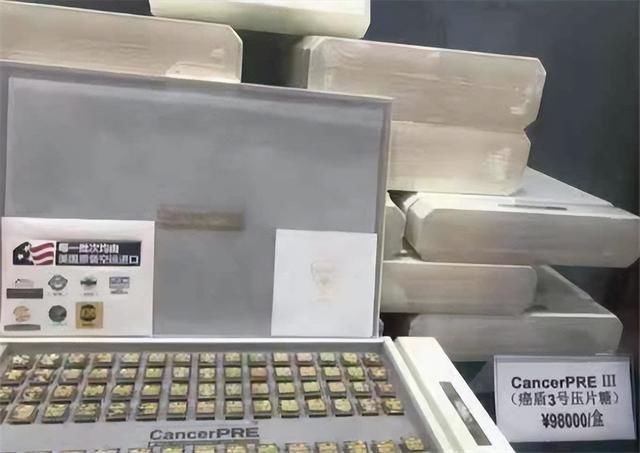 每一批次均由
美国原装空运进口
CancerPRE
CancerPRE III
（癌盾3号压片糖）
¥98000/盒